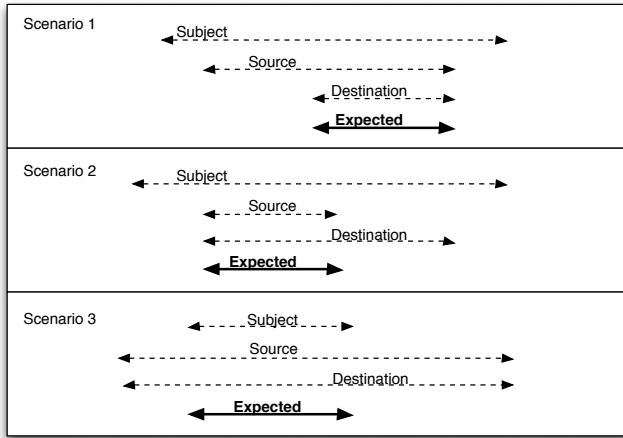 Scenario 1
Subject
Source
Destination
Expected
Scenario 2
Subject
Source
Destination
Expected
Scenario 3
Subject
Source
Destination
Expected